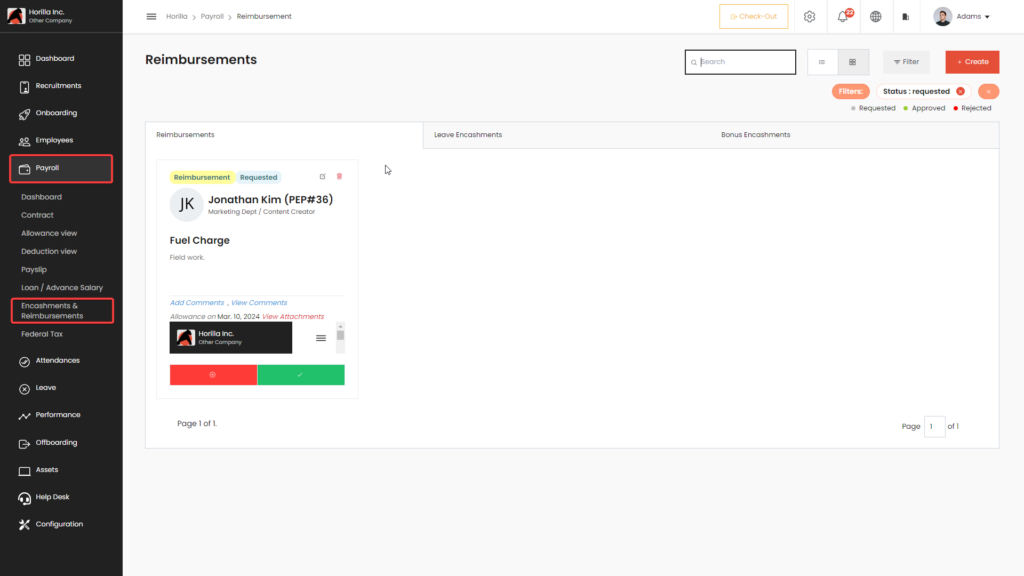 Horilla Inc.
Other Company
Horilla > Payroll > Reimbursement
Check-Out
22
Adams
Dashboard
Recruitments
Onboarding
Employees
Payroll
Dashboard
Contract
Allowance view
Deduction view
Payslip
Loan / Advance Salary
Encashments &
Reimbursements
Federal Tax
Attendances
Leave
Performance
Offboarding
Assets
Help Desk
Configuration
Reimbursements
Search
Filter
+ Create
Filters:
Status : requested
Requested
Approved
Rejected
Reimbursements
Leave Encashments
Bonus Encashments
Reimbursement
Requested
JK
Jonathan Kim (PEP#36)
Marketing Dept / Content Creator
Fuel Charge
Field work.
Add Comments , View Comments
Allowance on Mar. 10, 2024 View Attachments
Horilla Inc.
Other Company
Page 1 of 1.
Page 1 of 1